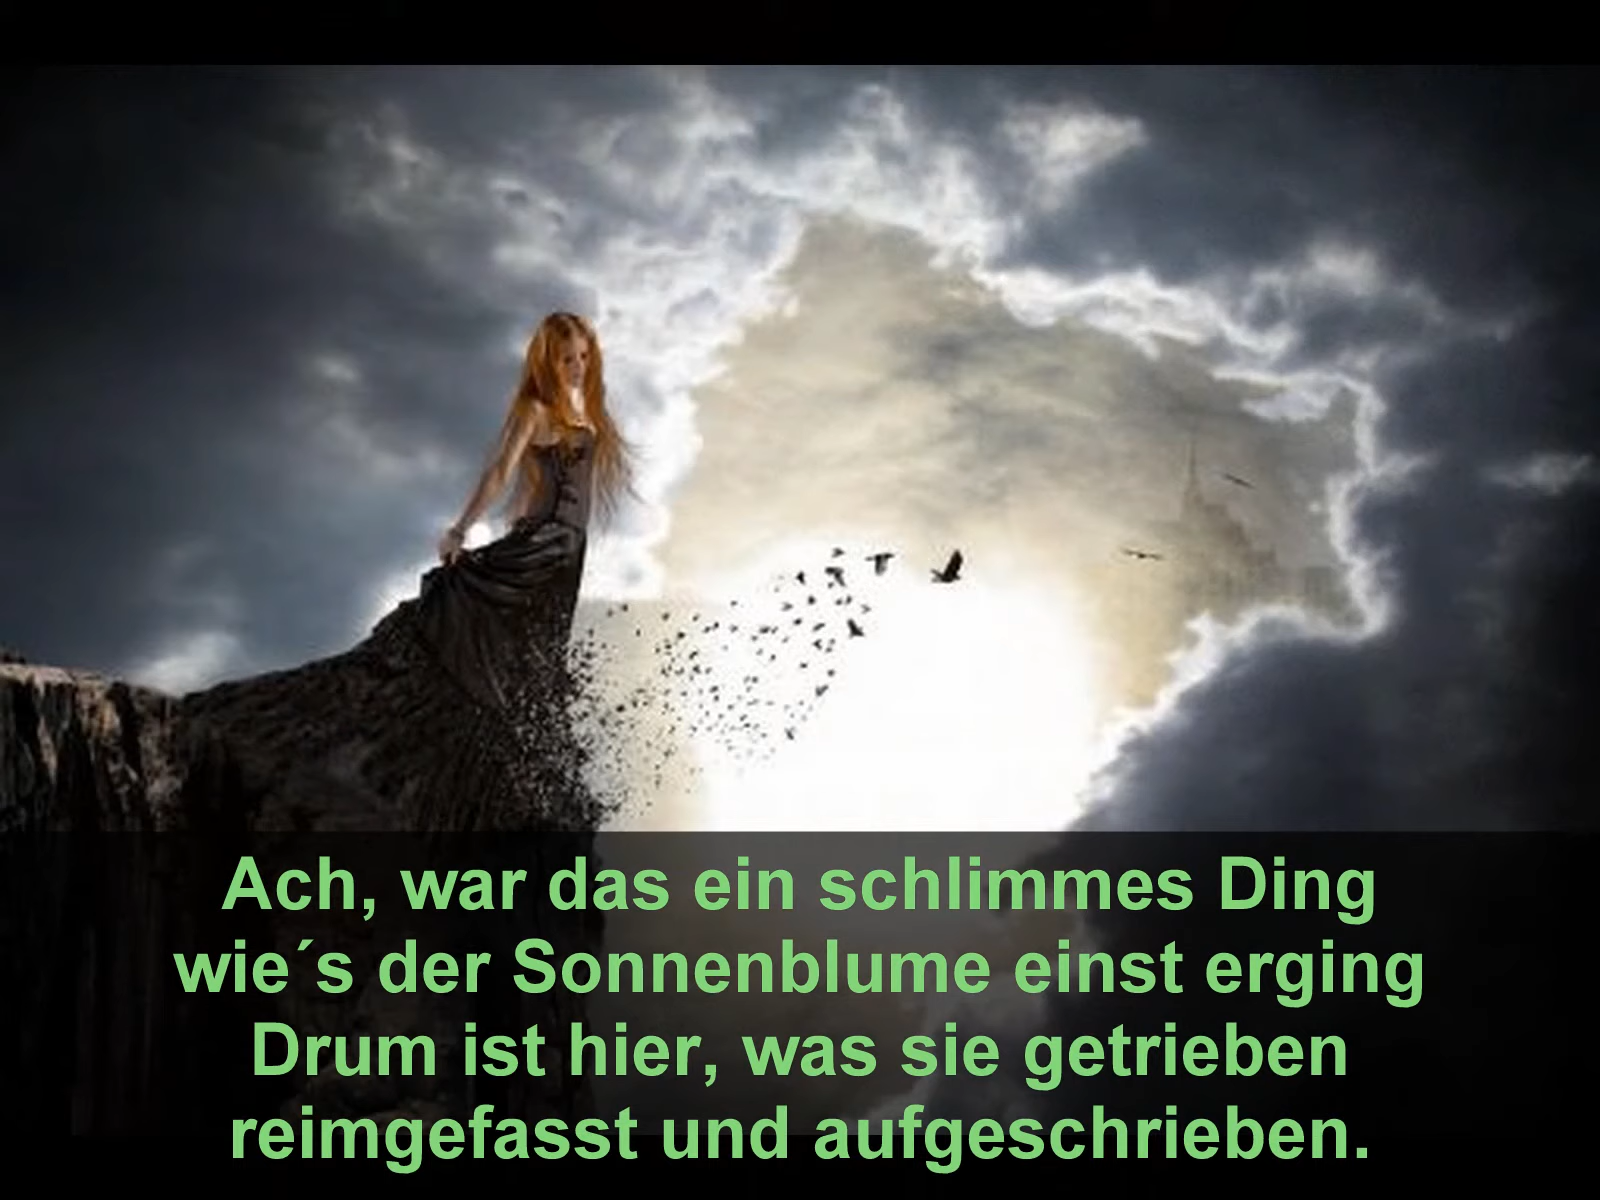 Ach, war das ein schlimmes Ding
wie´s der Sonnenblume einst erging
Drum ist hier, was sie getrieben
reimgefasst und aufgeschrieben.